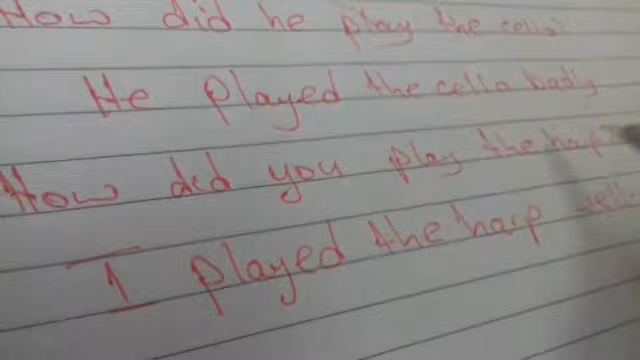 How did he play the cello?
He played the cello badly
How did you play the harp
I played the harp well.